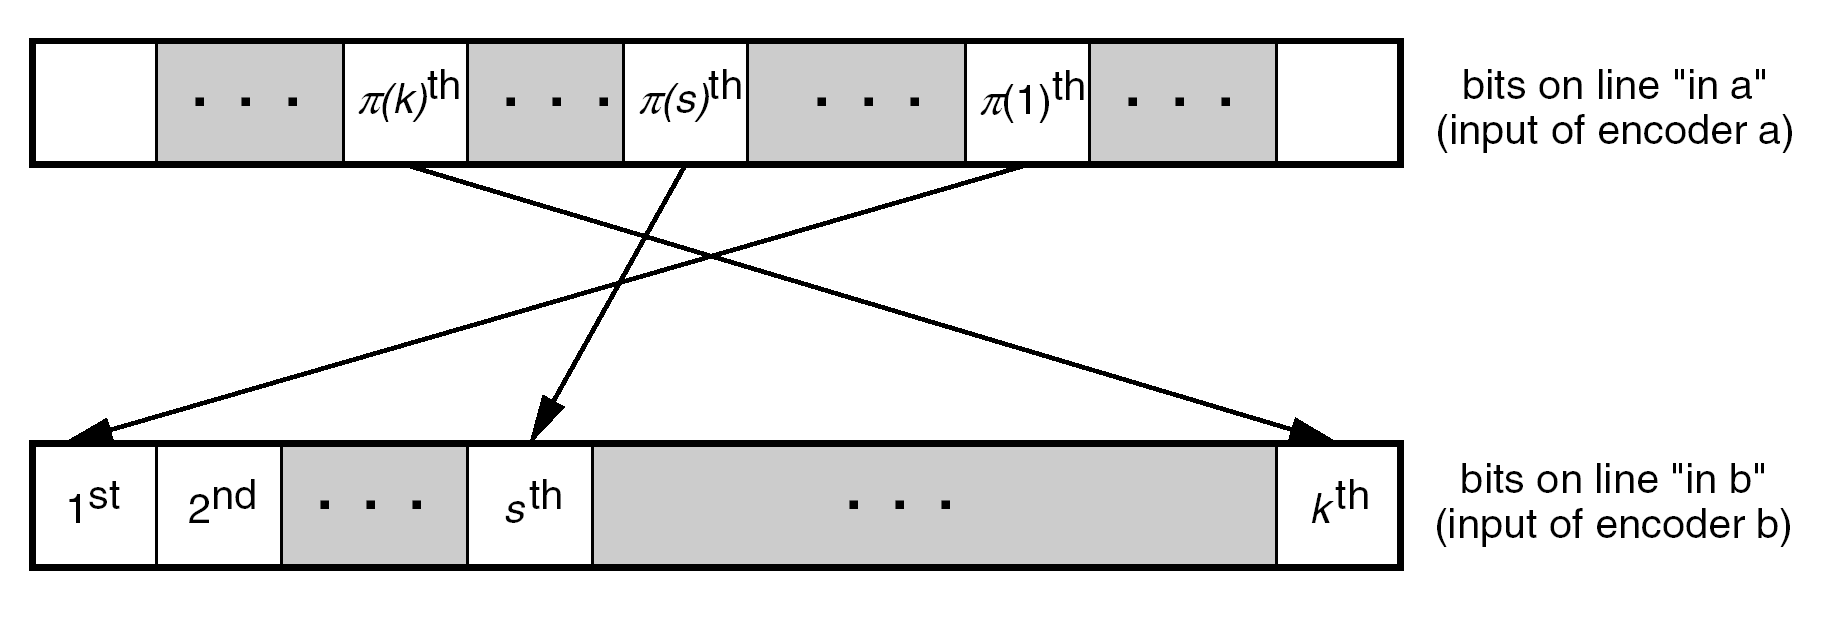 . . . π(k)th . . . π(s)th . . . π(1)th . . .
bits on line "in a"
(input of encoder a)
1st 2nd . . . sth . . . kth
bits on line "in b"
(input of encoder b)